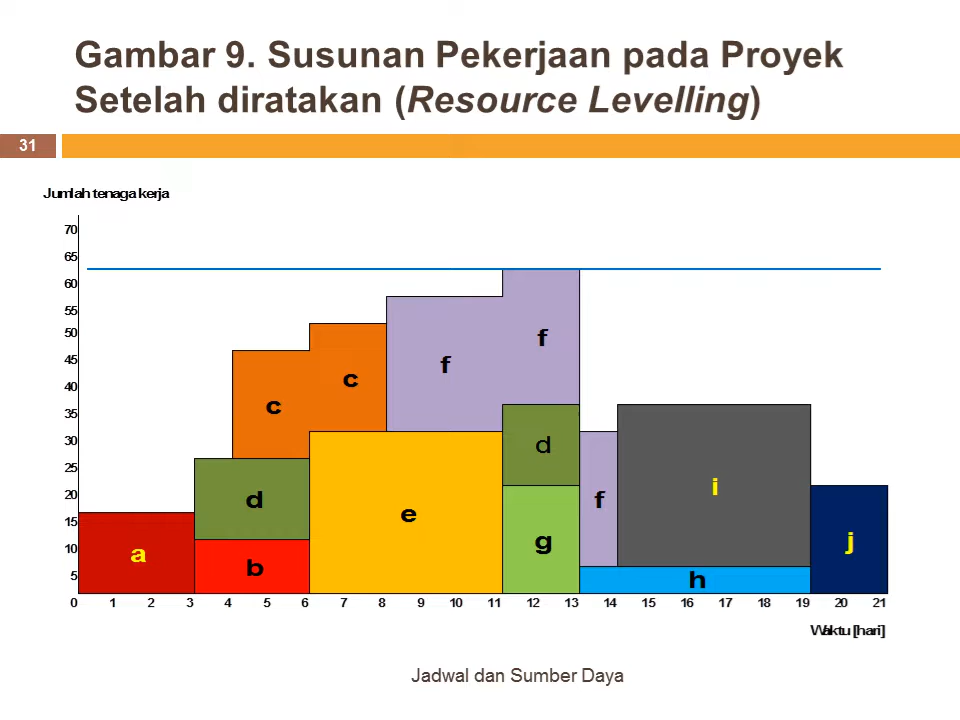 Gambar 9. Susunan Pekerjaan pada Proyek
Setelah diratakan (Resource Levelling)
31
Jumlah tenaga kerja
70
65
60
55
50
45
40
35
30
25
20
15
10
5
f
f
c
c
d
i
d
e
f
a
b
g
j
h
0 1 2 3 4 5 6 7 8 9 10 11 12 13 14 15 16 17 18 19 20 21
Waktu [hari]
Jadwal dan Sumber Daya